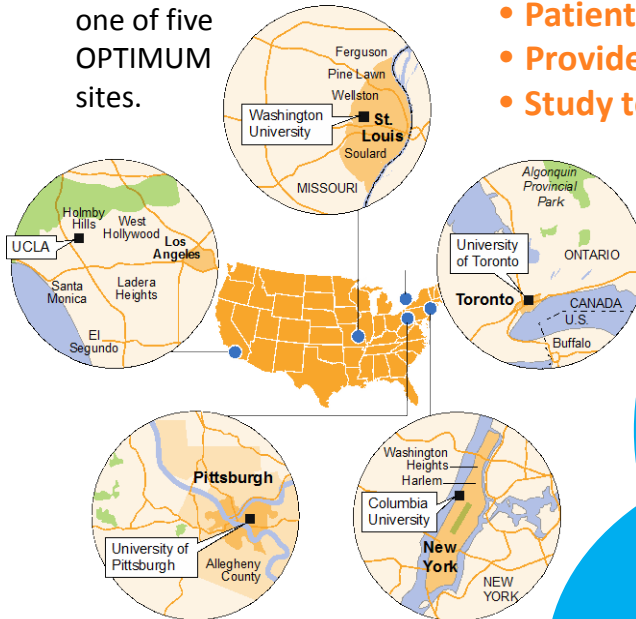 one of five
OPTIMUM
sites.
• Patient
• Provide
• Study t
Ferguson
Pine Lawn
Wellston
Washington
University
St.
Louis
Soulard
MISSOURI
Holmby
Hills
West
Hollywood
UCLA
Los
Angeles
Santa
Monica
Ladera
Heights
El
Segundo
Algonquin
Provincial
Park
University
of Toronto
ONTARIO
Toronto
CANADA
U.S.
Buffalo
Pittsburgh
University of
Pittsburgh
Allegheny
County
Washington
Heights
Harlem
Columbia
University
New
York
NEW
YORK